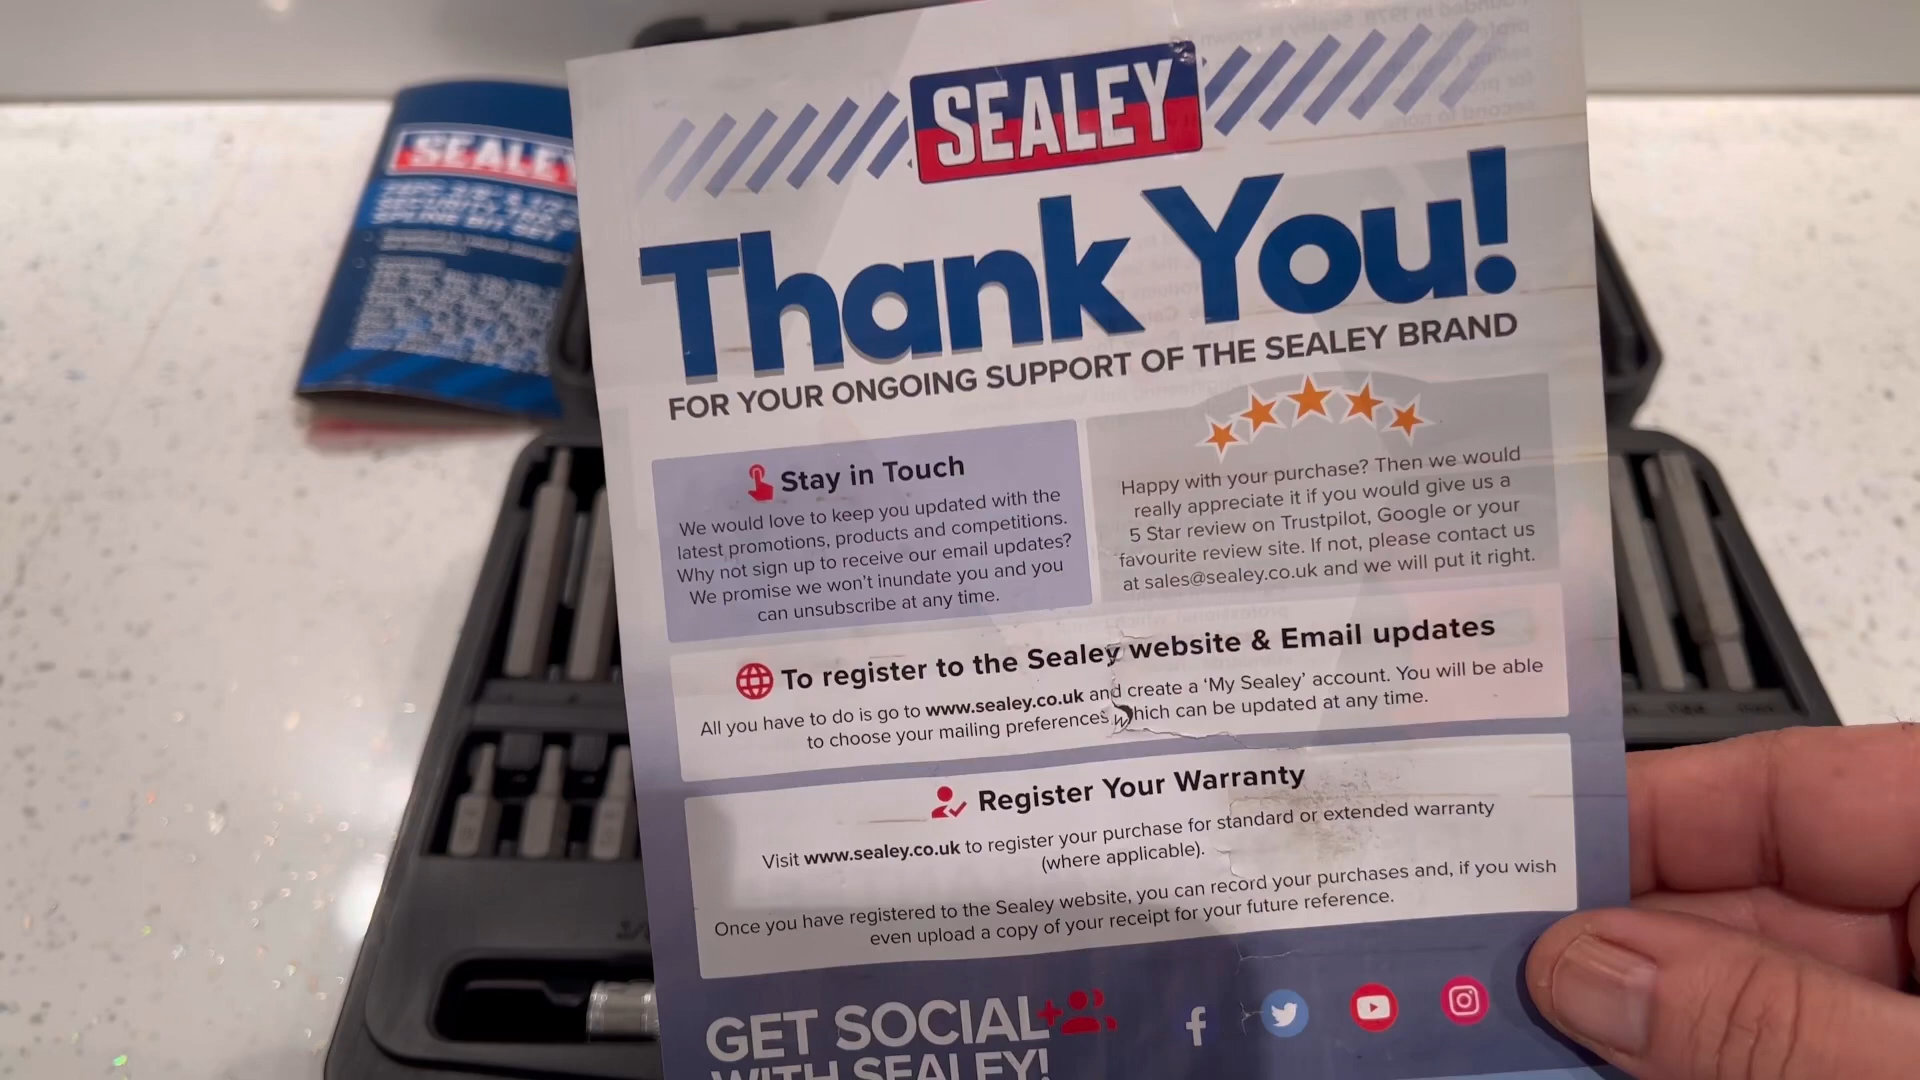 SEALEY
Thank You!
FOR YOUR ONGOING SUPPORT OF THE SEALEY BRAND
Stay in Touch
We would love to keep you updated with the
latest promotions, products and competitions.
Why not sign up to receive our email updates?
We promise we won't inundate you and you
can unsubscribe at any time.
Happy with your purchase? Then we would
really appreciate it if you would give us a
5 Star review on Trustpilot, Google or your
favourite review site. If not, please contact us
at sales@sealey.co.uk and we will put it right.
To register to the Sealey website & Email updates
All you have to do is go to www.sealey.co.uk and create a ‘My Sealey’ account. You will be able
to choose your mailing preferences which can be updated at any time.
Register Your Warranty
Visit www.sealey.co.uk to register your purchase for standard or extended warranty
(where applicable).
Once you have registered to the Sealey website, you can record your purchases and, if you wish
even upload a copy of your receipt for your future reference.
GET SOCIAL
WITH SEALEY!
SEALEY
SECURITY
SPLINE BIT SET